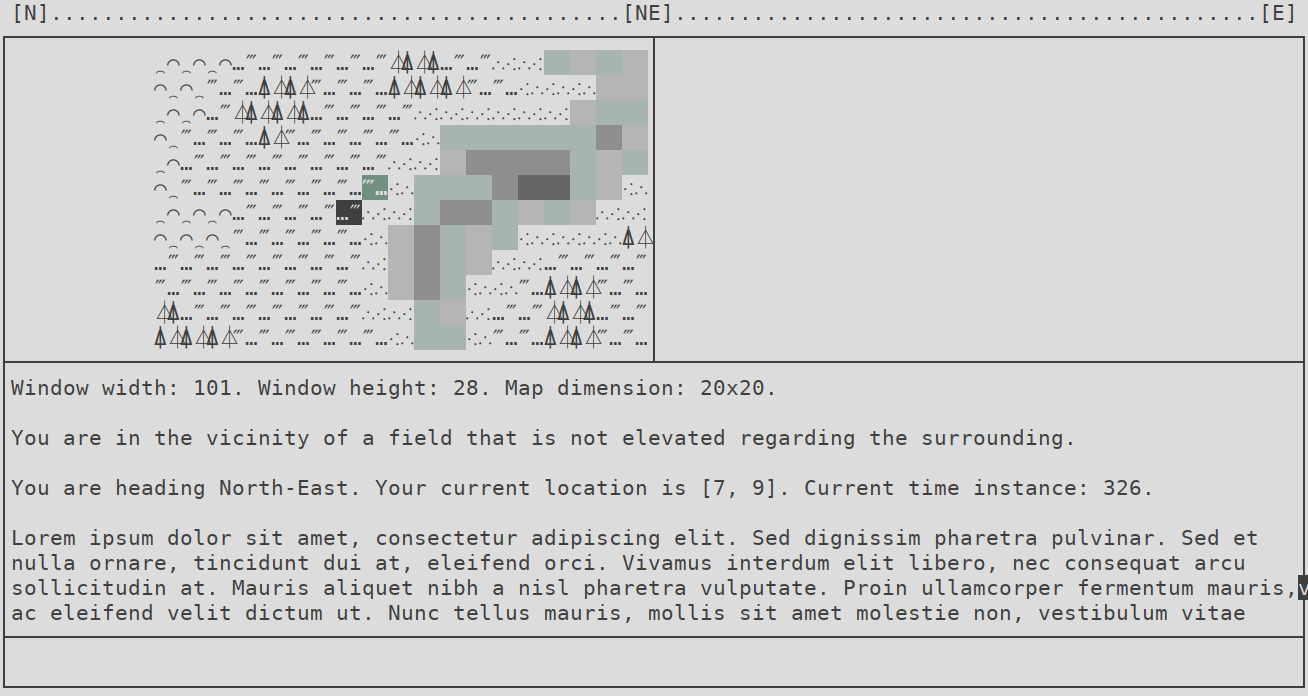 [N]............................................[NE].............................................[E]
Window width: 101. Window height: 28. Map dimension: 20x20.
You are in the vicinity of a field that is not elevated regarding the surrounding.
You are heading North-East. Your current location is [7, 9]. Current time instance: 326.
Lorem ipsum dolor sit amet, consectetur adipiscing elit. Sed dignissim pharetra pulvinar. Sed et
nulla ornare, tincidunt dui at, eleifend orci. Vivamus interdum elit libero, nec consequat arcu
sollicitudin at. Mauris aliquet nibh a nisl pharetra vulputate. Proin ullamcorper fermentum mauris,v
ac eleifend velit dictum ut. Nunc tellus mauris, mollis sit amet molestie non, vestibulum vitae